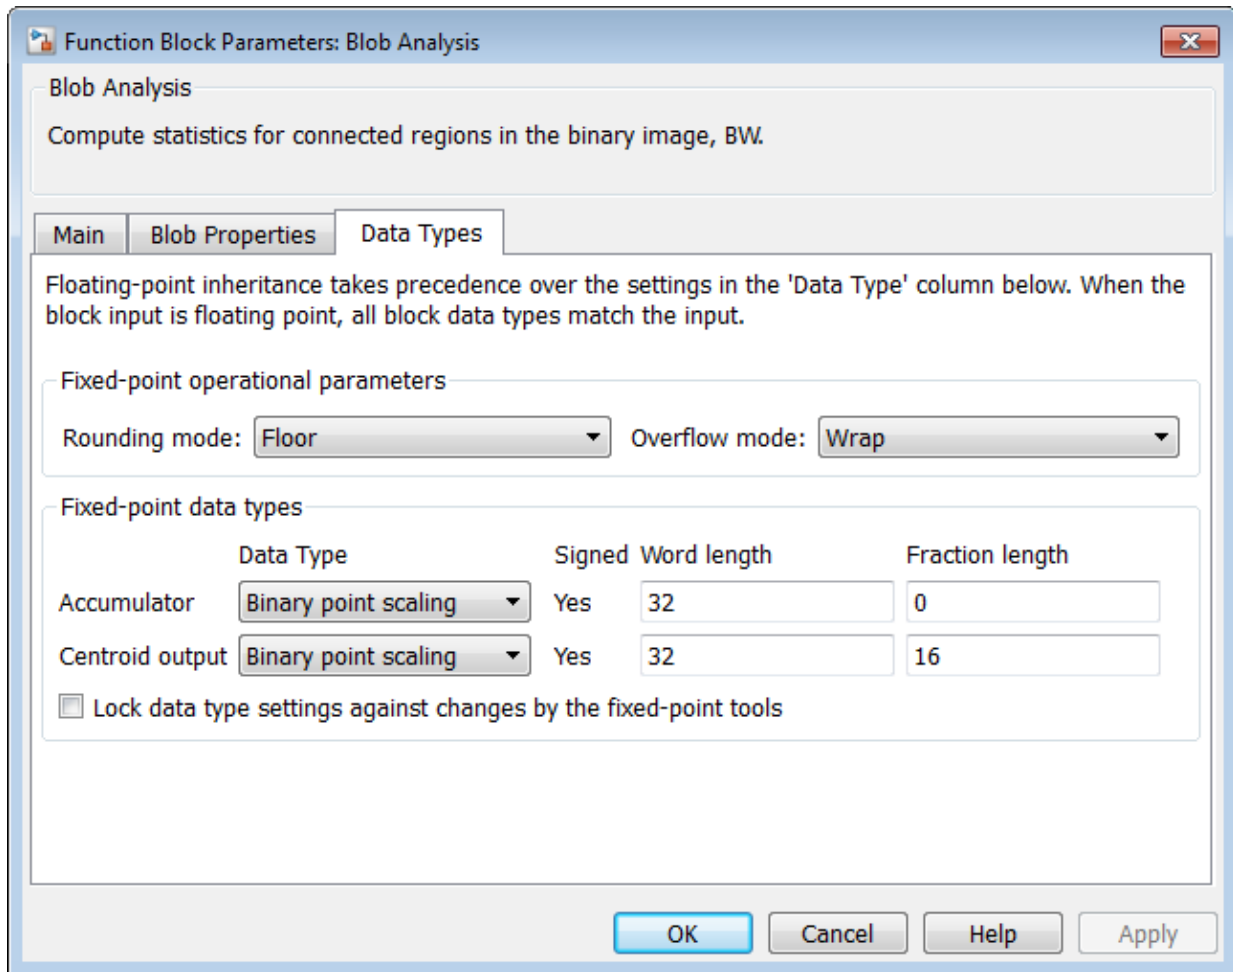 Function Block Parameters: Blob Analysis
Blob Analysis
Compute statistics for connected regions in the binary image, BW.
Main Blob Properties Data Types
Floating-point inheritance takes precedence over the settings in the 'Data Type' column below. When the
block input is floating point, all block data types match the input.
Fixed-point operational parameters
Rounding mode: Floor Overflow mode: Wrap
Fixed-point data types
Data Type Signed Word length Fraction length
Accumulator Binary point scaling Yes 32 0
Centroid output Binary point scaling Yes 32 16
Lock data type settings against changes by the fixed-point tools
OK Cancel Help Apply